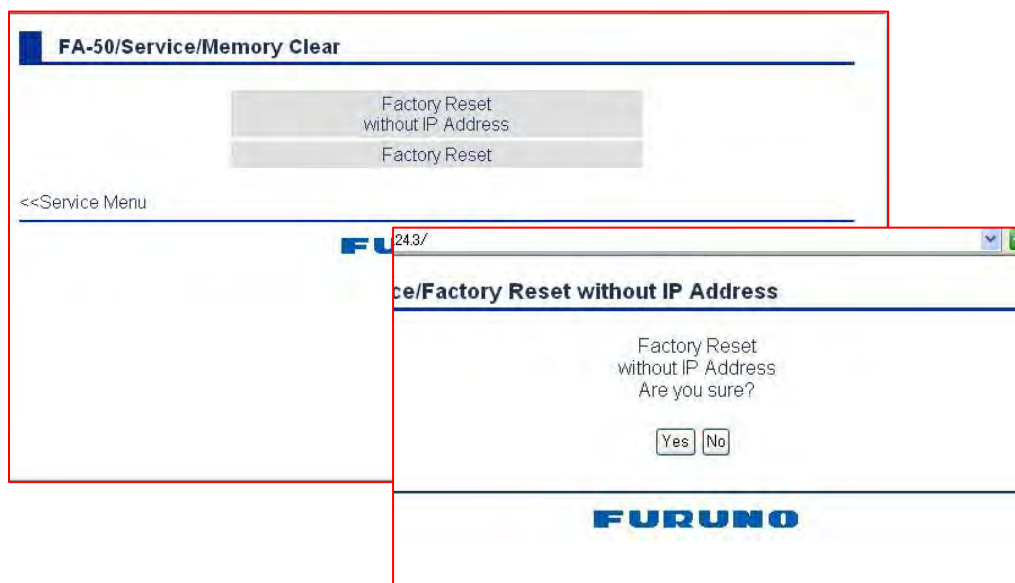 FA-50/Service/Memory Clear
Factory Reset
without IP Address
Factory Reset
<<Service Menu
FU
24.3/
ce/Factory Reset without IP Address
Factory Reset
without IP Address
Are you sure?
Yes No
FURUNO